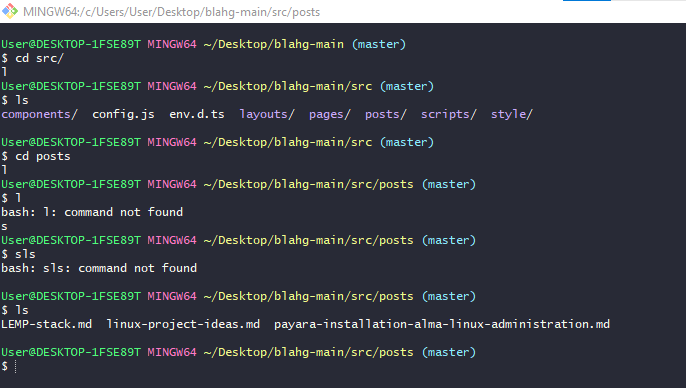 MINGW64:/c/Users/User/Desktop/blahg-main/src/posts
User@DESKTOP-1FSE89T MINGW64 ~/Desktop/blahg-main (master)
$ cd src/
l
User@DESKTOP-1FSE89T MINGW64 ~/Desktop/blahg-main/src (master)
$ ls
components/  config.js  env.d.ts  layouts/  pages/  posts/  scripts/  style/
User@DESKTOP-1FSE89T MINGW64 ~/Desktop/blahg-main/src (master)
$ cd posts
l
User@DESKTOP-1FSE89T MINGW64 ~/Desktop/blahg-main/src/posts (master)
$ l
bash: l: command not found
s
User@DESKTOP-1FSE89T MINGW64 ~/Desktop/blahg-main/src/posts (master)
$ sls
bash: sls: command not found
User@DESKTOP-1FSE89T MINGW64 ~/Desktop/blahg-main/src/posts (master)
$ ls
LEMP-stack.md  linux-project-ideas.md  payara-installation-alma-linux-administration.md
User@DESKTOP-1FSE89T MINGW64 ~/Desktop/blahg-main/src/posts (master)
$